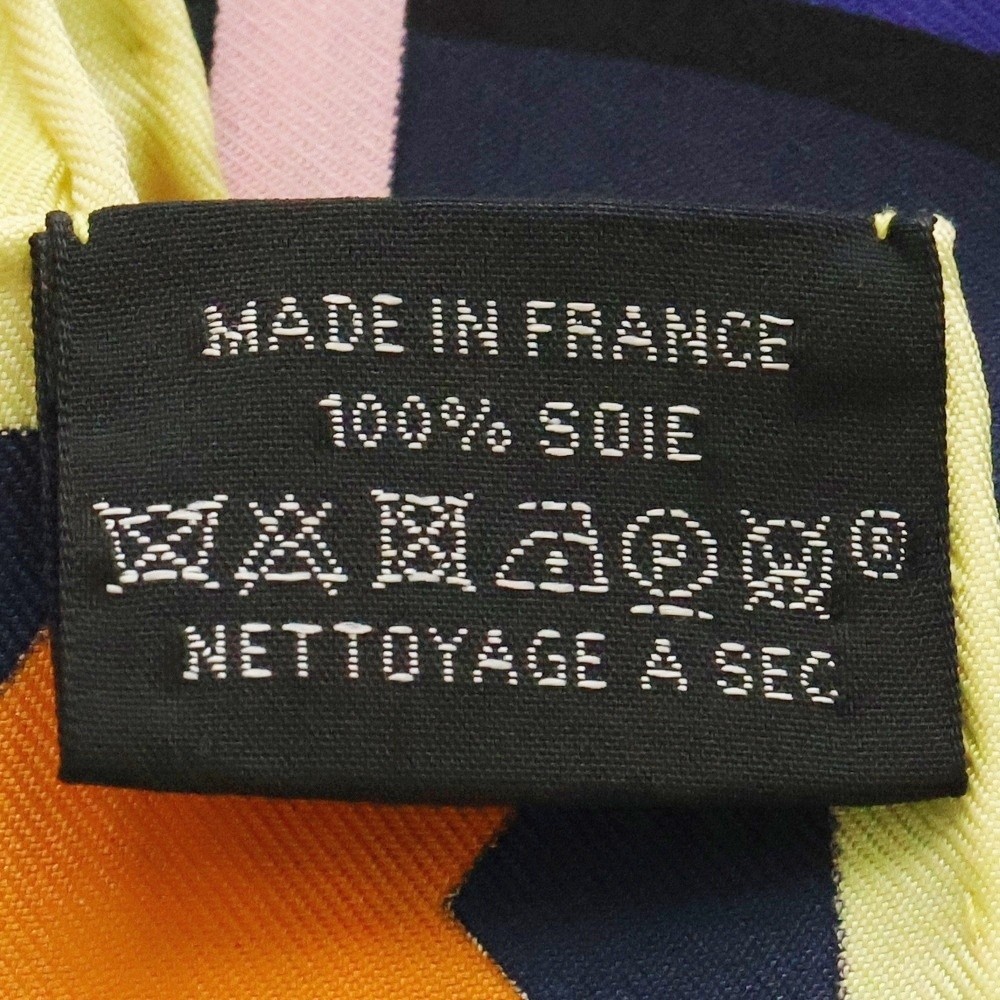 MADE IN FRANCE
100% SOIE
P W ®
NETTOYAGE A SEC